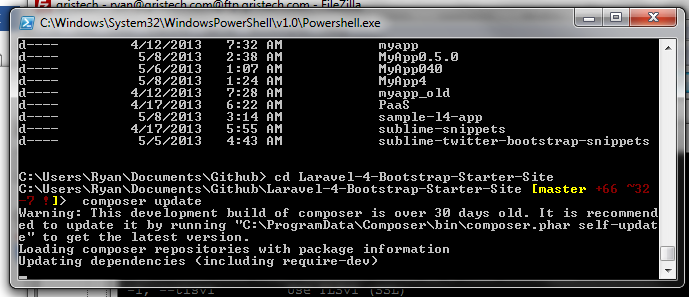 gristech - ryan@gristech.com@ftp.gristech.com - FileZilla
C:\Windows\System32\WindowsPowerShell\v1.0\Powershell.exe
d---- 4/12/2013 7:32 AM myapp
d---- 5/8/2013 2:38 AM MyApp0.5.0
d---- 5/6/2013 1:07 AM MyApp040
d---- 5/8/2013 1:24 AM MyApp4
d---- 4/12/2013 7:28 AM myapp_old
d---- 4/17/2013 6:22 AM PaaS
d---- 5/8/2013 3:14 AM sample-l4-app
d---- 4/17/2013 5:55 AM sublime-snippets
d---- 5/5/2013 4:43 AM sublime-twitter-bootstrap-snippets
C:\Users\Ryan\Documents\Github> cd Laravel-4-Bootstrap-Starter-Site
C:\Users\Ryan\Documents\Github\Laravel-4-Bootstrap-Starter-Site [master +66 ~32
-7 !]> composer update
Warning: This development build of composer is over 30 days old. It is recommend
ed to update it by running "C:\ProgramData\Composer\bin\composer.phar self-updat
e" to get the latest version.
Loading composer repositories with package information
Updating dependencies (including require-dev)